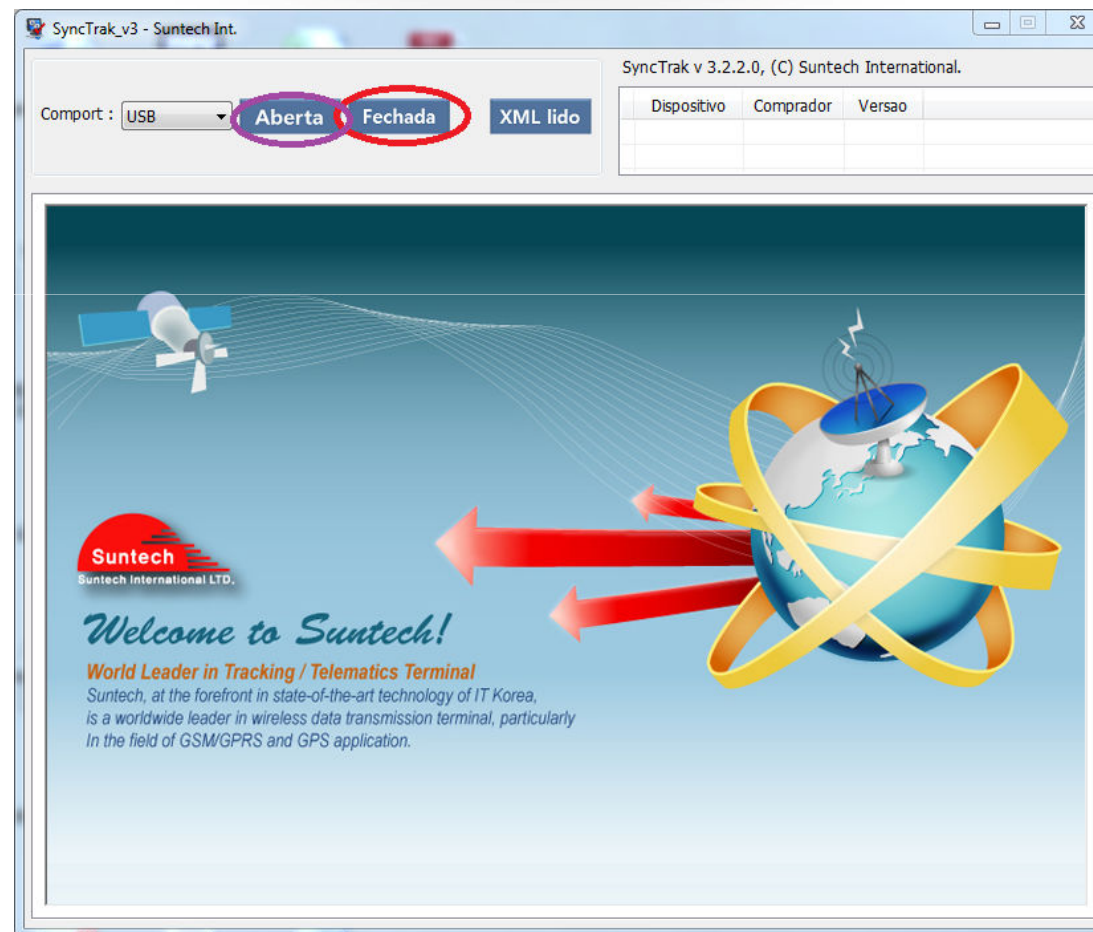 SyncTrak_v3 - Suntech Int.
SyncTrak v 3.2.2.0, (C) Suntech International.
Comport : USB Aberta Fechada XML lido
Dispositivo Comprador Versao
Suntech
Suntech International LTD.
Welcome to Suntech!
World Leader in Tracking / Telematics Terminal
Suntech, at the forefront in state-of-the-art technology of IT Korea,
is a worldwide leader in wireless data transmission terminal, particularly
In the field of GSM/GPRS and GPS application.